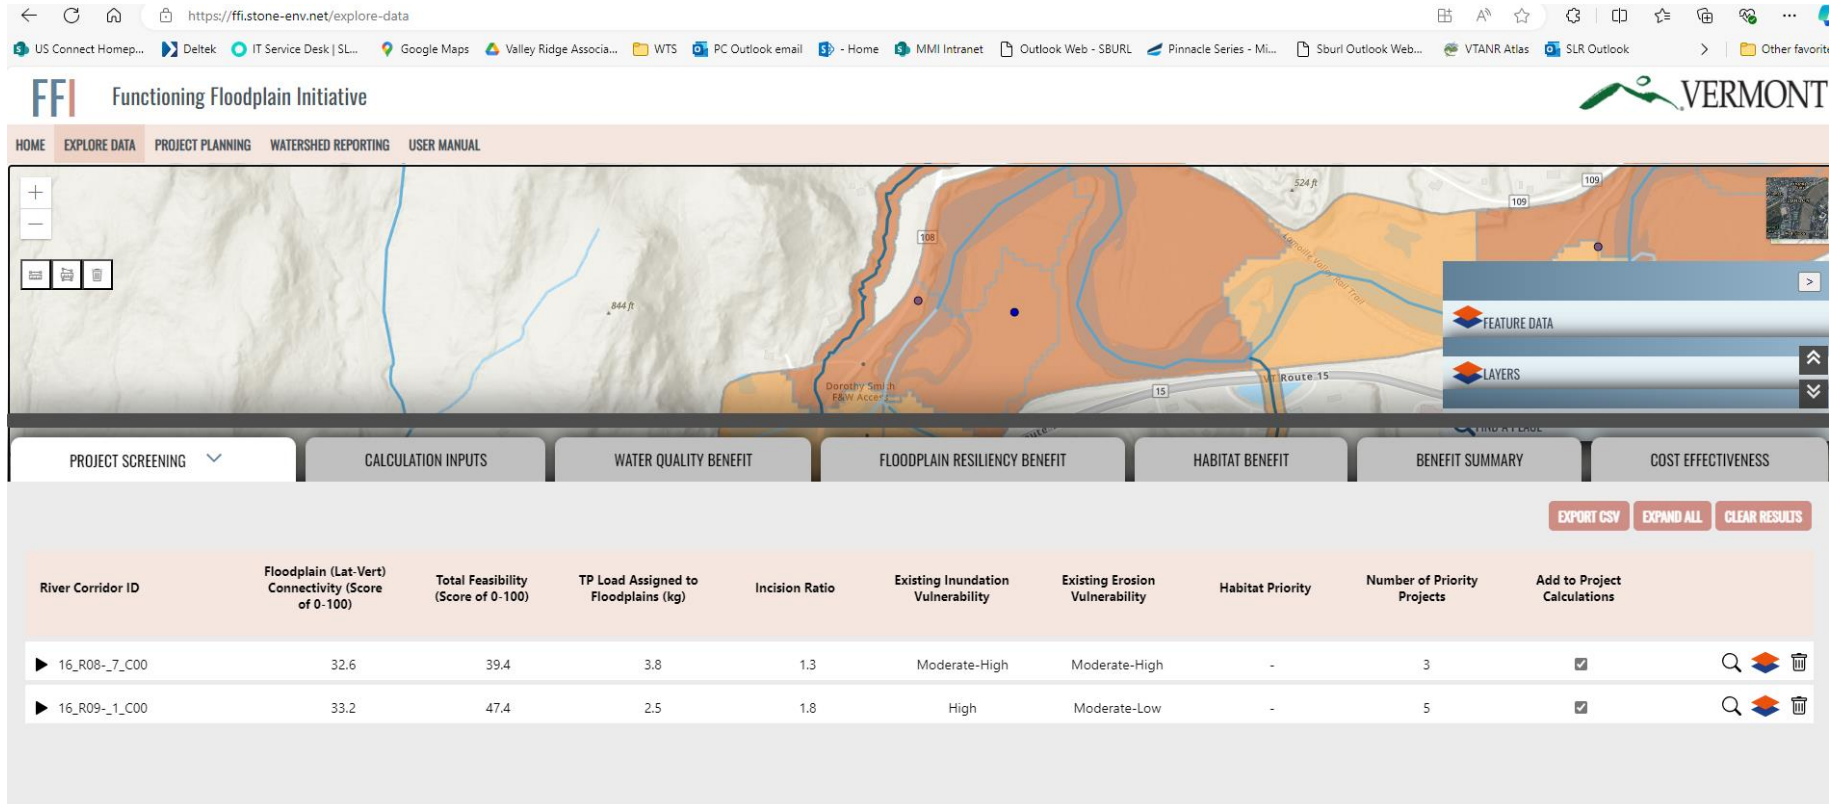 https://ffi.stone-env.net/explore-data
US Connect Homep... Deltek IT Service Desk | SL... Google Maps Valley Ridge Associa... WTS PC Outlook email - Home MMI Intranet Outlook Web - SBURL Pinnacle Series - Mi... Sburl Outlook Web... VTANR Atlas SLR Outlook Other favorite
FFI Functioning Floodplain Initiative
VERMONT
HOME EXPLORE DATA PROJECT PLANNING WATERSHED REPORTING USER MANUAL
524 ft
109
109
108
Lamoille Valley Rail Trail
844 ft
FEATURE DATA
Dorothy Smith
F&W Access
VT Route 15
15
LAYERS
FIND A PLACE
PROJECT SCREENING CALCULATION INPUTS WATER QUALITY BENEFIT FLOODPLAIN RESILIENCY BENEFIT HABITAT BENEFIT BENEFIT SUMMARY COST EFFECTIVENESS
EXPORT CSV EXPAND ALL CLEAR RESULTS
River Corridor ID
Floodplain (Lat-Vert)
Connectivity (Score
of 0-100)
Total Feasibility
(Score of 0-100)
TP Load Assigned to
Floodplains (kg)
Incision Ratio
Existing Inundation
Vulnerability
Existing Erosion
Vulnerability
Habitat Priority
Number of Priority
Projects
Add to Project
Calculations
16_R08-_7_C00 32.6 39.4 3.8 1.3 Moderate-High Moderate-High - 3
16_R09-_1_C00 33.2 47.4 2.5 1.8 High Moderate-Low - 5